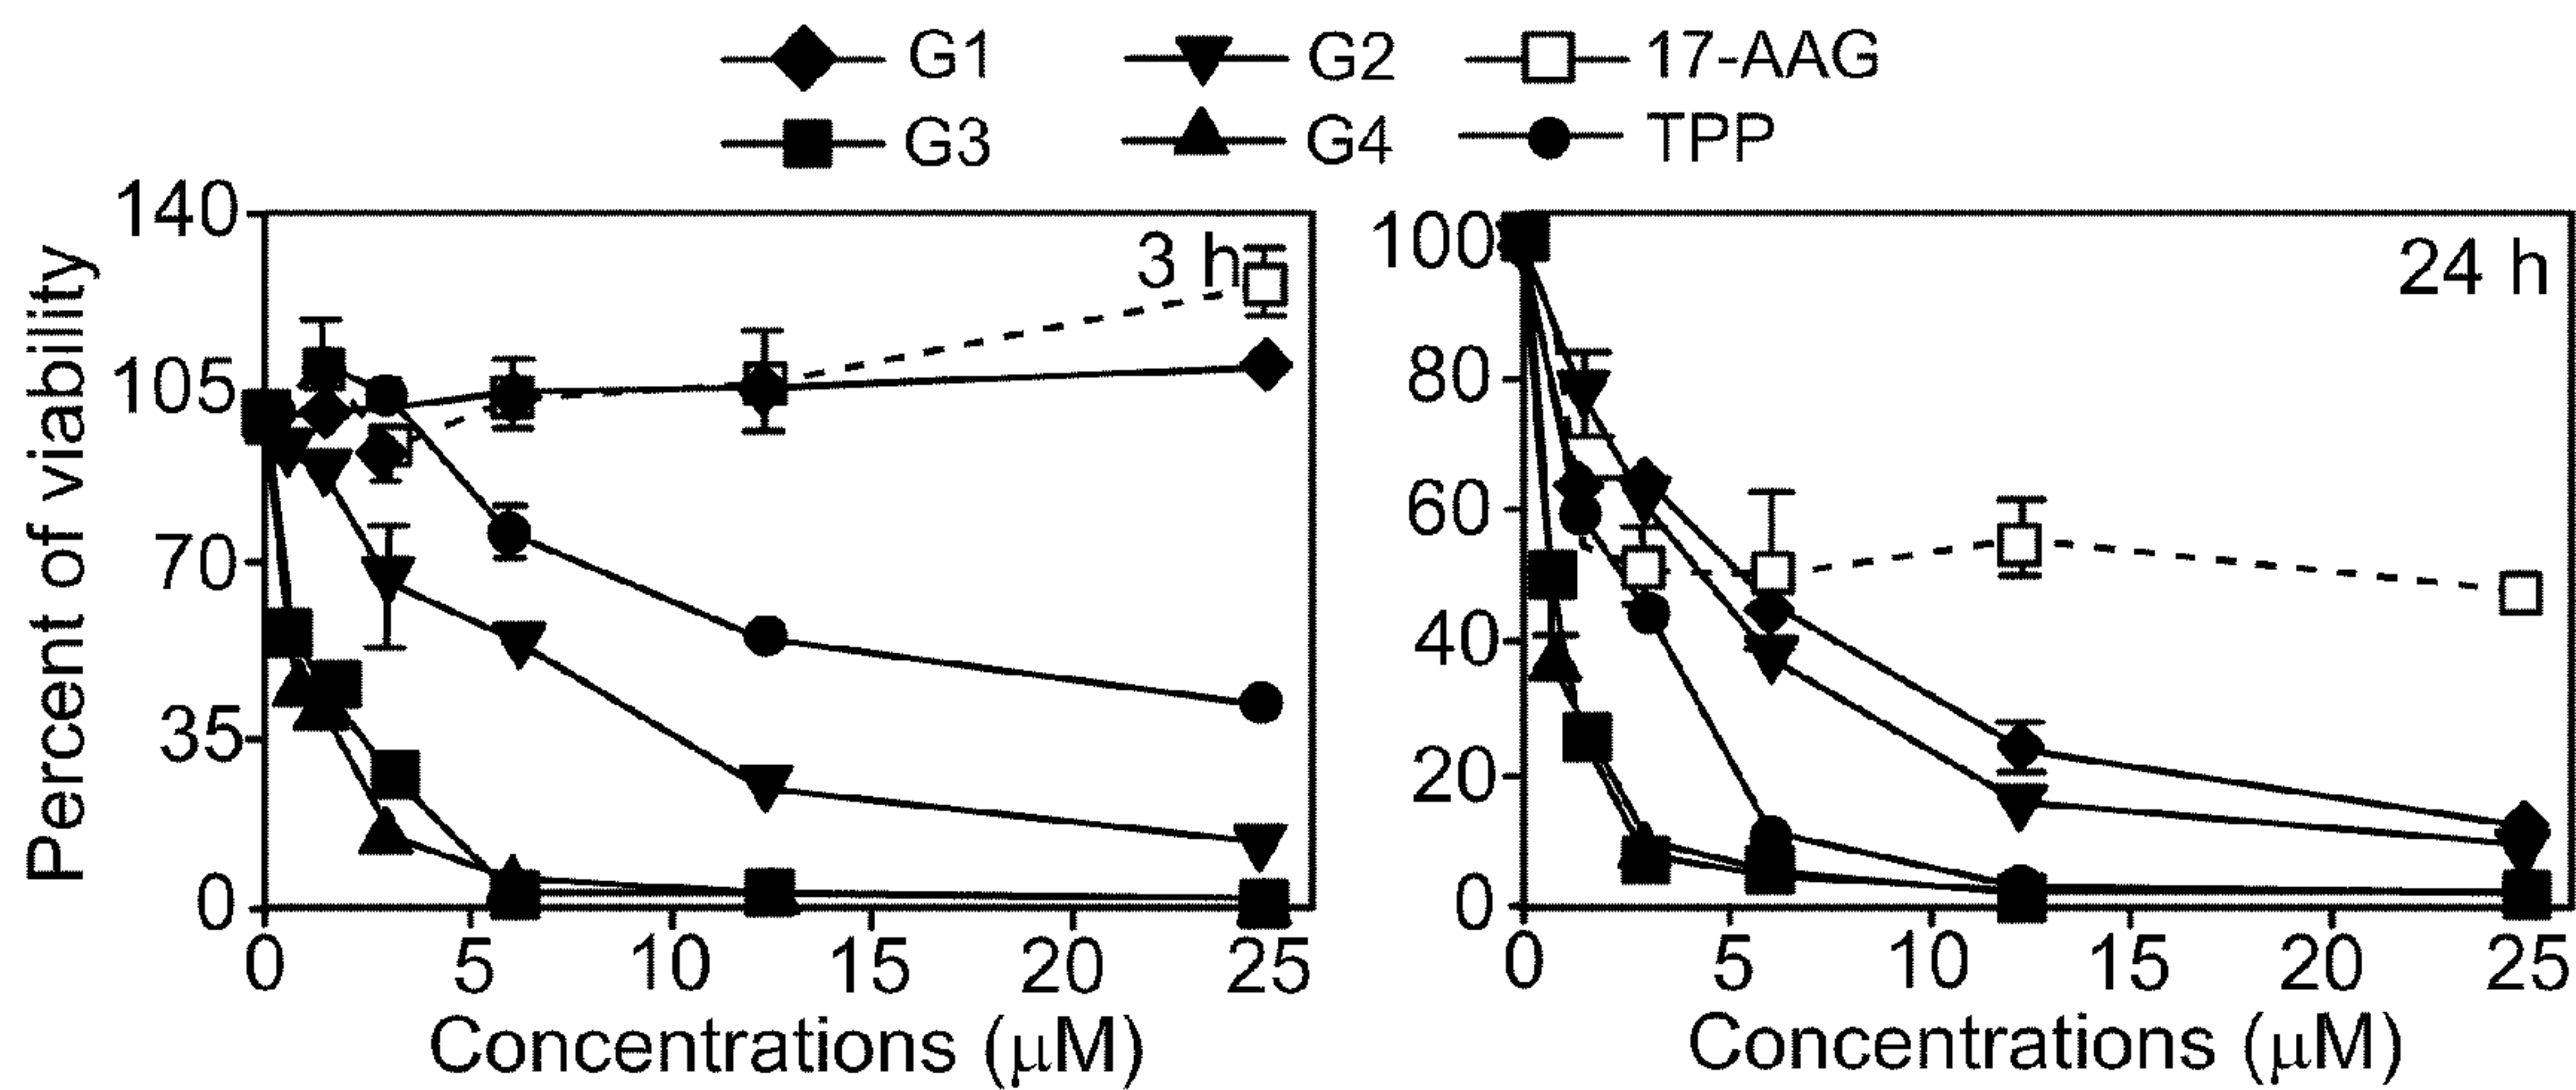 G1 G2 17-AAG
G3 G4 TPP
Percent of viability
140
105
70
35
0
3 h
0 5 10 15 20 25
Concentrations (μM)
100
80
60
40
20
0
24 h
0 5 10 15 20 25
Concentrations (μM)